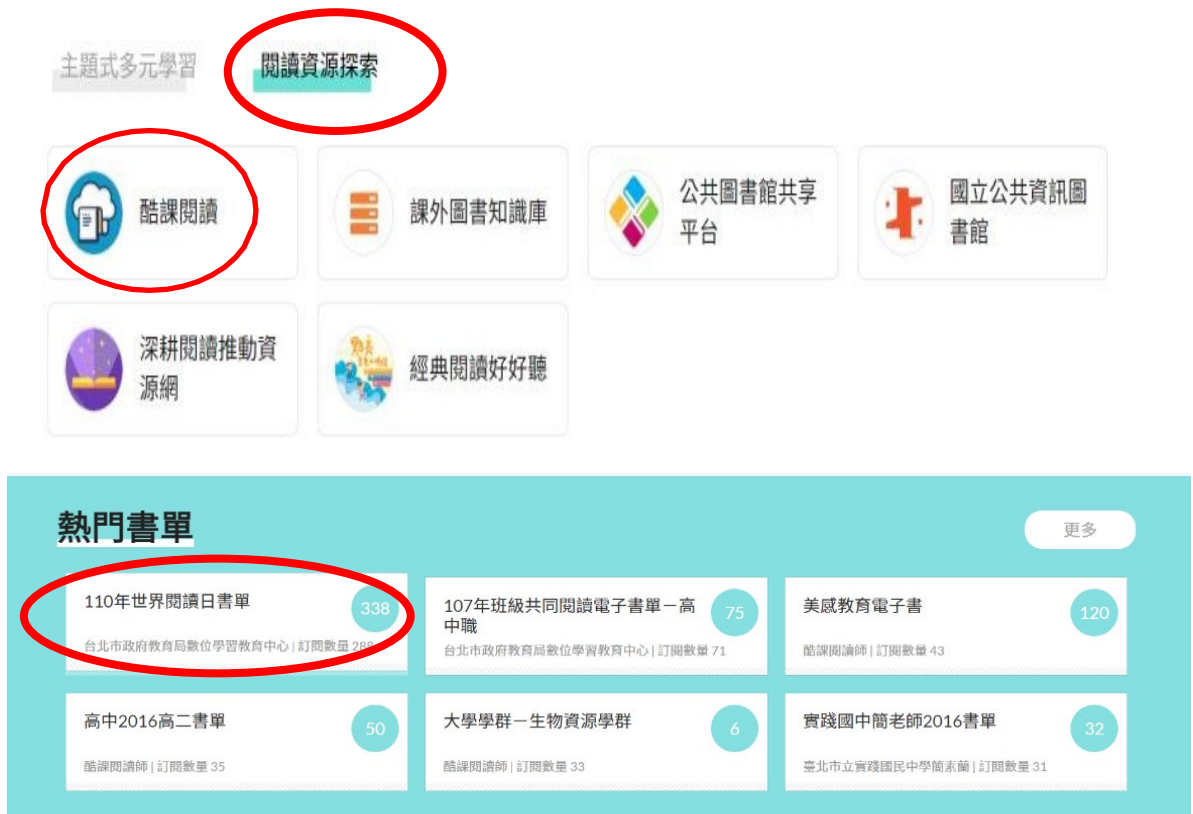 主題式多元學習
閱讀資源探索
酷課閱讀
課外圖書知識庫
公共圖書館共享
平台
國立公共資訊圖
書館
深耕閱讀推動資
源網
經典閱讀好好聽
熱門書單
更多
110年世界閱讀日書單
338
台北市政府教育局數位學習教育中心 | 訂閱數量 288
107年班級共同閱讀電子書單－高
中職
75
台北市政府教育局數位學習教育中心 | 訂閱數量 71
美感教育電子書
120
酷課閱讀師 | 訂閱數量 43
高中2016高二書單
50
酷課閱讀師 | 訂閱數量 35
大學學群－生物資源學群
6
酷課閱讀師 | 訂閱數量 33
實踐國中簡老師2016書單
32
臺北市立實踐國民中學簡素蘭 | 訂閱數量 31